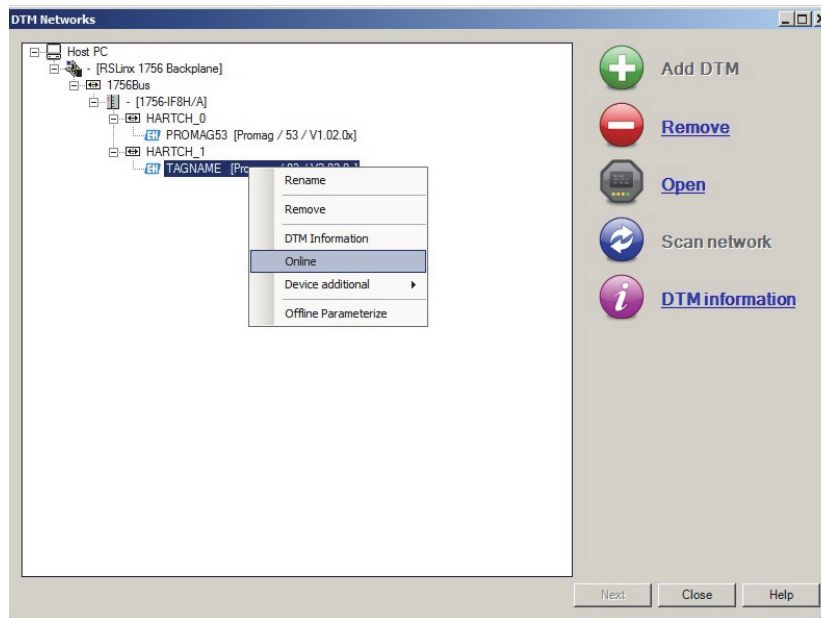 DTM Networks
Host PC
- [RSLinx 1756 Backplane]
1756Bus
- [1756-IF8H/A]
HARTCH_0
EH PROMAG53 [Promag / 53 / V1.02.0x]
HARTCH_1
EH TAGNAME
Rename
Remove
DTM Information
Online
Device additional
Offline Parameterize
Add DTM
Remove
Open
Scan network
DTM information
Next
Close
Help